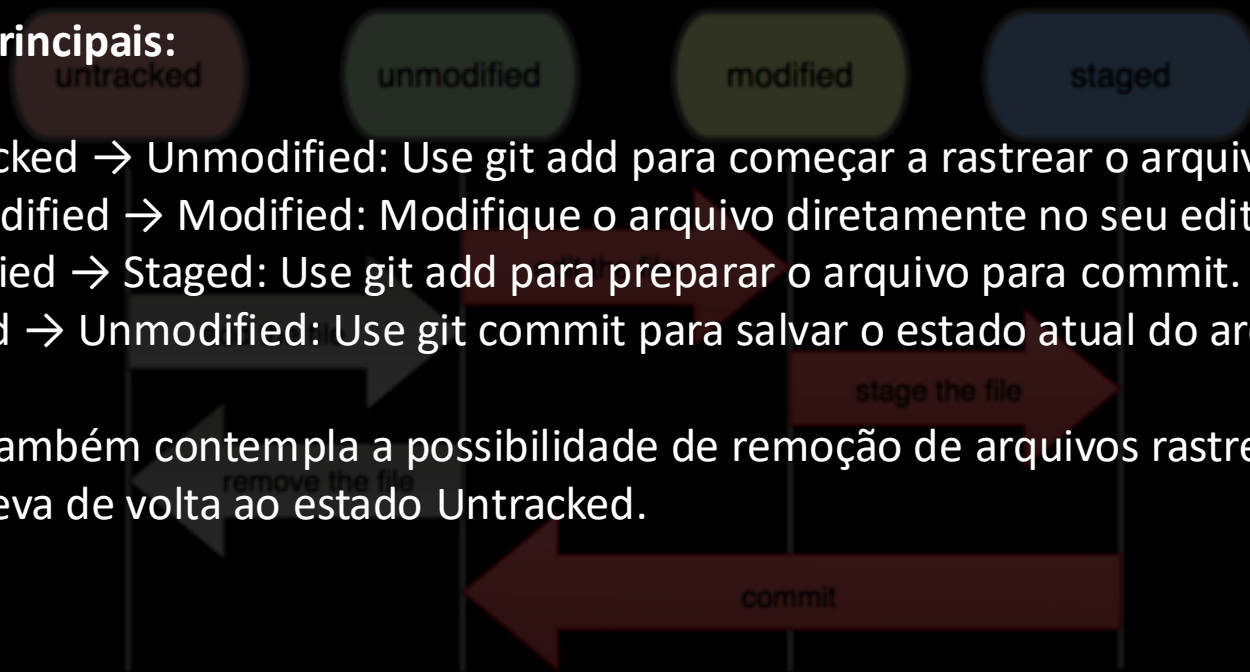 rincipais:
untracked unmodified modified staged
cked → Unmodified: Use git add para começar a rastrear o arquiv
dified → Modified: Modifique o arquivo diretamente no seu edit
ied → Staged: Use git add para preparar o arquivo para commit.
d → Unmodified: Use git commit para salvar o estado atual do ar
stage the file
ambém contempla a possibilidade de remoção de arquivos rastre
remove the file
eva de volta ao estado Untracked.
commit